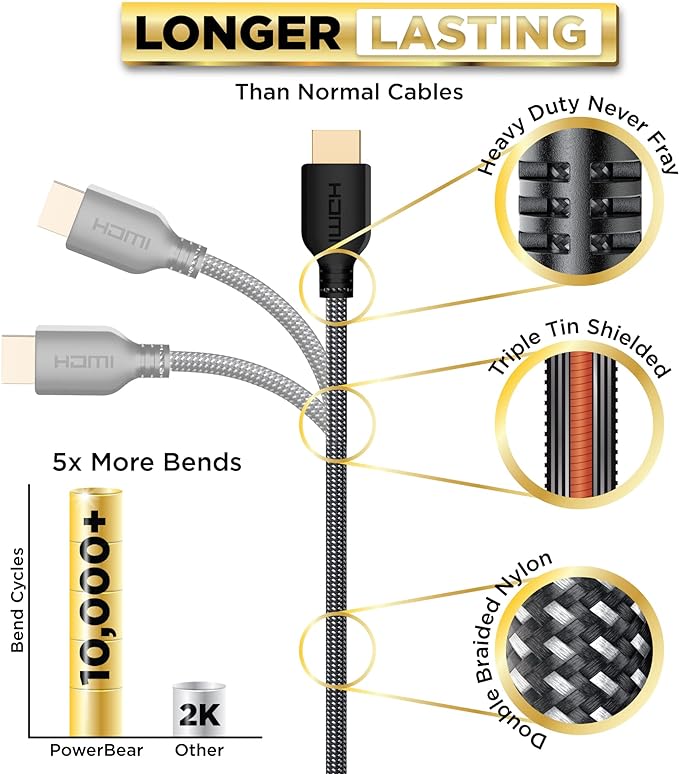 LONGER LASTING
Than Normal Cables
Heavy Duty Never Fray
HDMI
HDMI
HDMI
Triple Tin Shielded
5x More Bends
Bend Cycles
10,000+
2K
PowerBear
Other
Double Braided Nylon